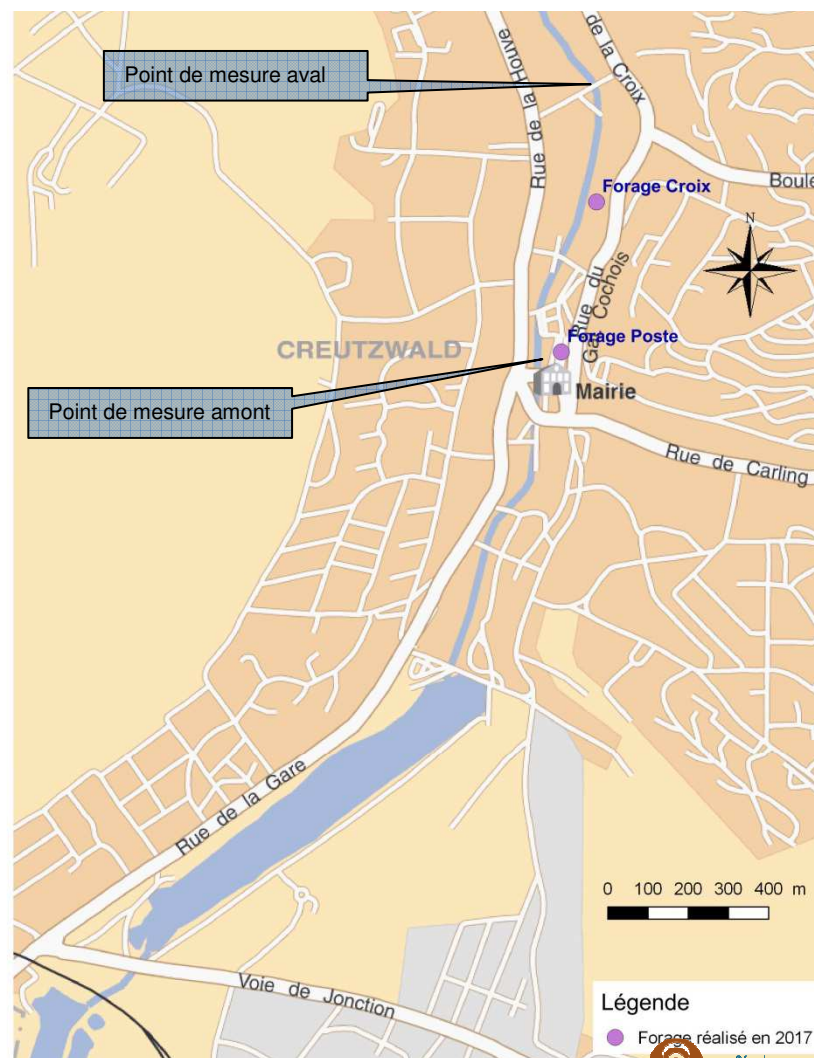 de la Croix
Rue de la Houve
Point de mesure aval
Forage Croix
Boule
N
Rue du
Gal Cochois
Forage Poste
CREUTZWALD
Mairie
Point de mesure amont
Rue de Carling
Rue de la Gare
0 100 200 300 400 m
Voie de Jonction
Légende
Forage réalisé en 2017